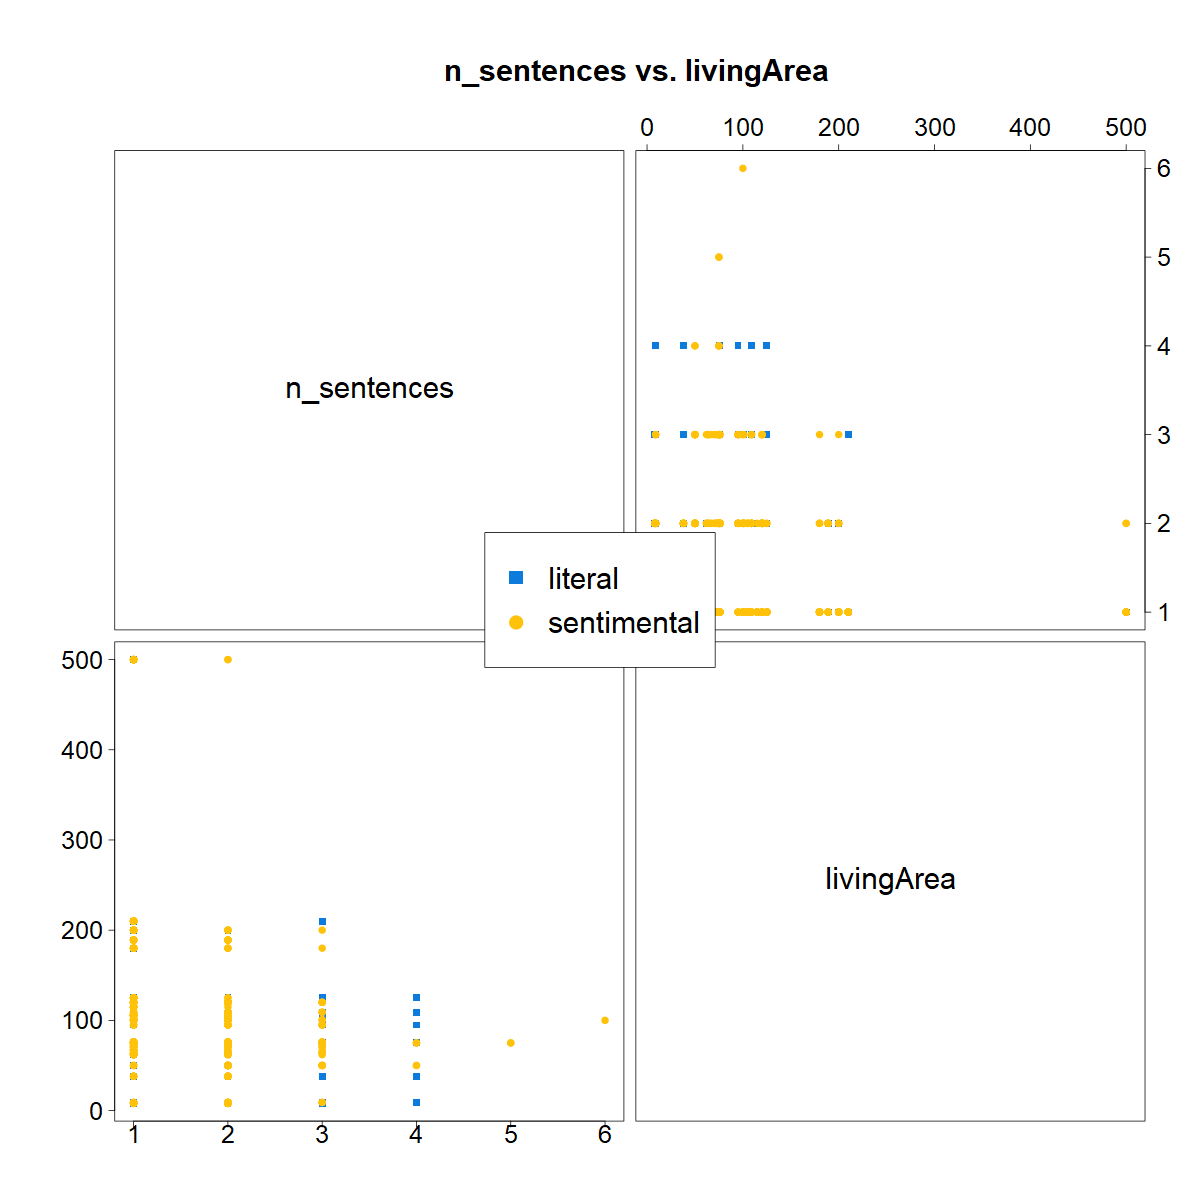 n_sentences vs. livingArea
0 100 200 300 400 500
6
5
n_sentences
4
3
2
literal
sentimental
1
500
400
300
livingArea
200
100
0
1 2 3 4 5 6